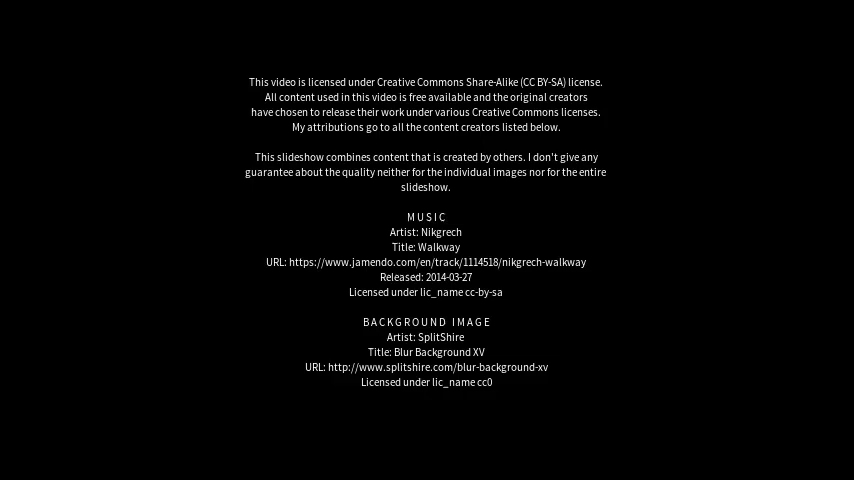 This video is licensed under Creative Commons Share-Alike (CC BY-SA) license.
All content used in this video is free available and the original creators
have chosen to release their work under various Creative Commons licenses.
My attributions go to all the content creators listed below.
This slideshow combines content that is created by others. I don't give any
guarantee about the quality neither for the individual images nor for the entire
slideshow.
MUSIC
Artist: Nikgrech
Title: Walkway
URL: https://www.jamendo.com/en/track/1114518/nikgrech-walkway
Released: 2014-03-27
Licensed under lic_name cc-by-sa
BACKGROUND IMAGE
Artist: SplitShire
Title: Blur Background XV
URL: http://www.splitshire.com/blur-background-xv
Licensed under lic_name cc0